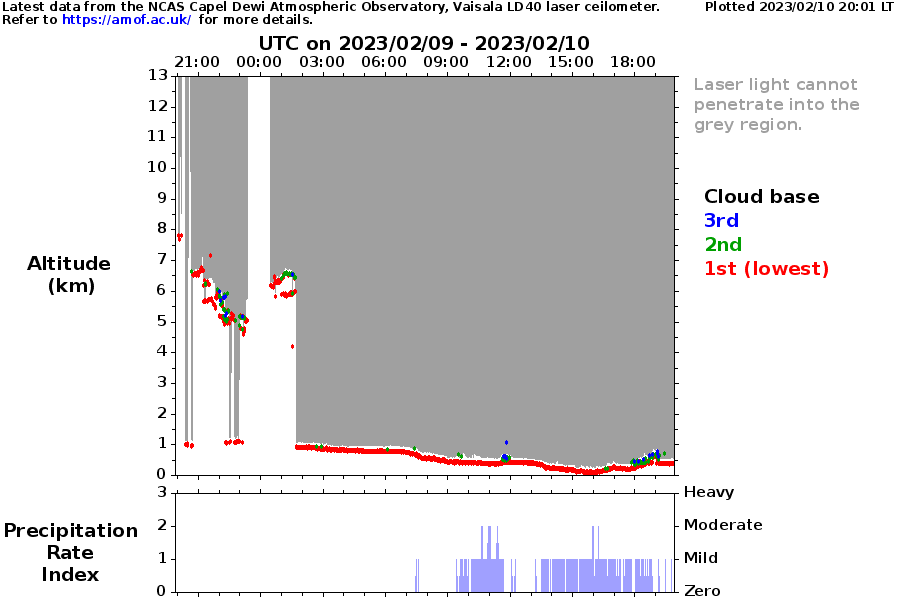 Latest data from the NCAS Capel Dewi Atmospheric Observatory, Vaisala LD40 laser ceilometer. Plotted 2023/02/10 20:01 LT
Refer to https://amof.ac.uk/ for more details.
UTC on 2023/02/09 - 2023/02/10
21:00 00:00 03:00 06:00 09:00 12:00 15:00 18:00
13
12
11
10
9
8
7
6
5
4
3
2
1
0
Altitude
(km)
Laser light cannot
penetrate into the
grey region.
Cloud base
3rd
2nd
1st (lowest)
3 Heavy
2 Moderate
1 Mild
0 Zero
Precipitation
Rate
Index